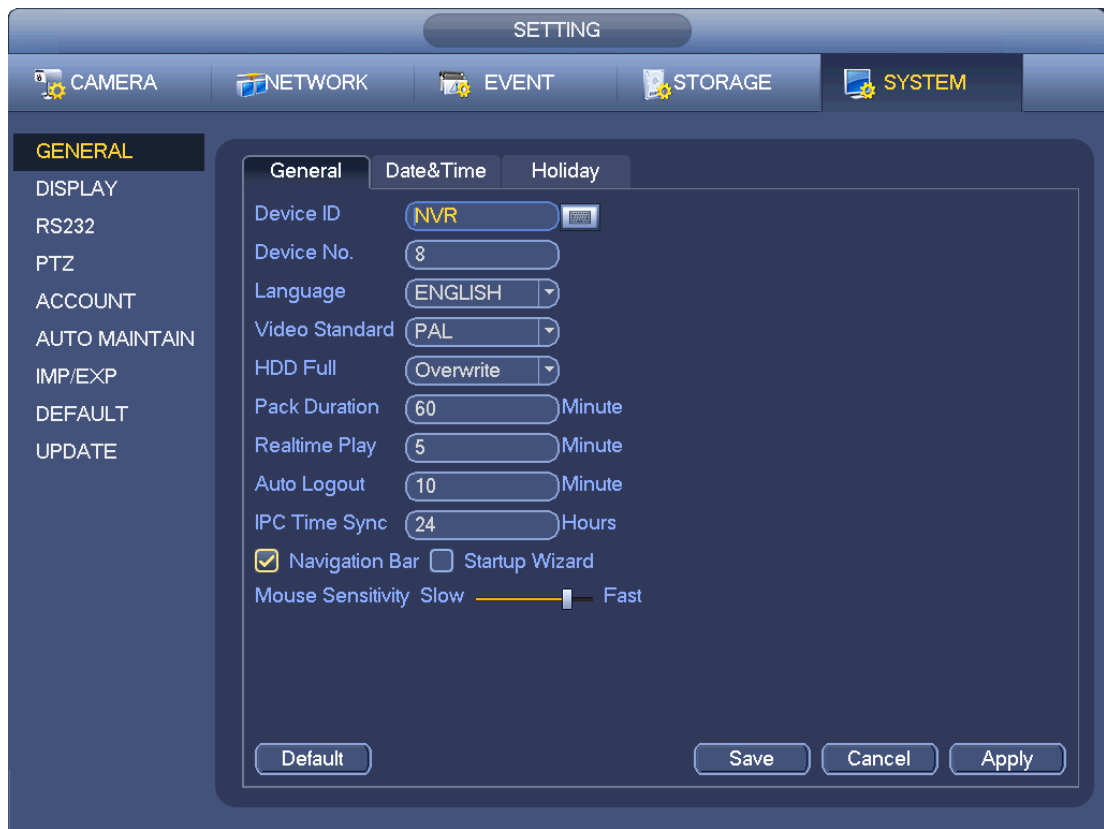 SETTING
CAMERA NETWORK EVENT STORAGE SYSTEM
GENERAL
DISPLAY
RS232
PTZ
ACCOUNT
AUTO MAINTAIN
IMP/EXP
DEFAULT
UPDATE
General Date&Time Holiday
Device ID NVR
Device No. 8
Language ENGLISH
Video Standard PAL
HDD Full Overwrite
Pack Duration 60 Minute
Realtime Play 5 Minute
Auto Logout 10 Minute
IPC Time Sync 24 Hours
Navigation Bar Startup Wizard
Mouse Sensitivity Slow Fast
Default Save Cancel Apply